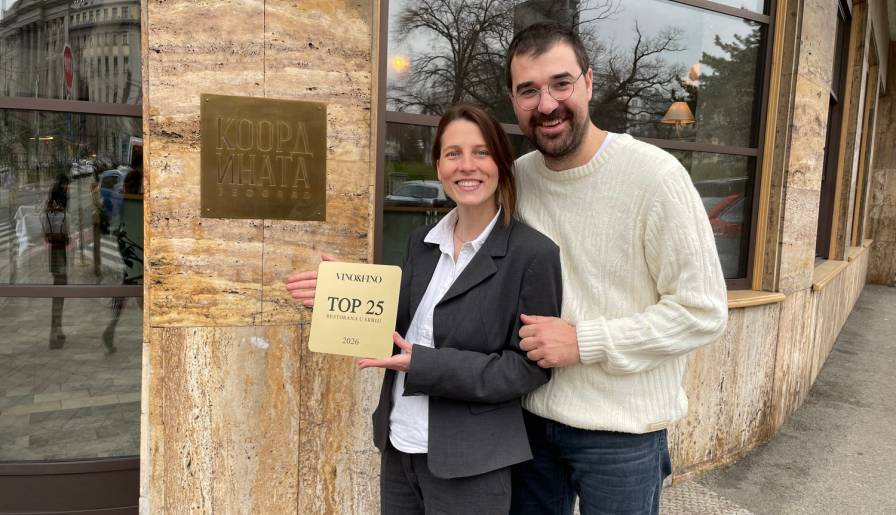 КООРД
ИНАТА
VINO&FINO
TOP 25
RESTORANA U SRBIJI
2026